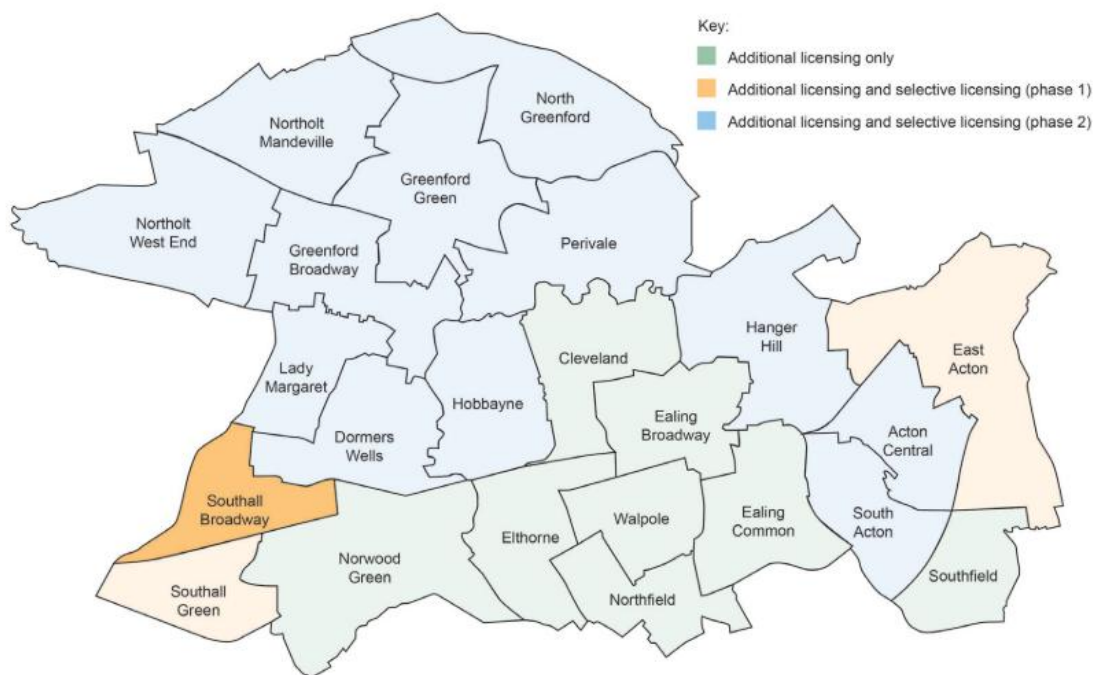 Key:
Additional licensing only
Additional licensing and selective licensing (phase 1)
Additional licensing and selective licensing (phase 2)
North
Greenford
Northolt
Mandeville
Greenford
Green
Northolt
West End
Greenford
Broadway
Perivale
Hanger
Hill
East
Acton
Cleveland
Lady
Margaret
Hobbayne
Ealing
Broadway
Dormers
Wells
Acton
Central
Southall
Broadway
Walpole
Ealing
Common
South
Acton
Elthorne
Norwood
Green
Southfield
Southall
Green
Northfield